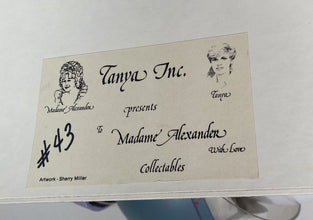 Tanya Inc.
"Madame Alexander"
Tanya
presents
To Madame Alexander
With Love
#43
Collectables
Artwork - Sherry Miller